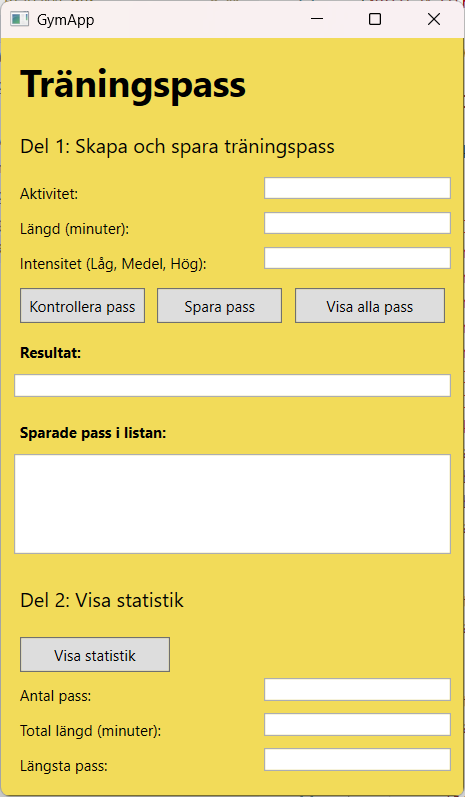 GymApp
Träningspass
Del 1: Skapa och spara träningspass
Aktivitet:
Längd (minuter):
Intensitet (Låg, Medel, Hög):
Kontrollera pass Spara pass Visa alla pass
Resultat:
Sparade pass i listan:
Del 2: Visa statistik
Visa statistik
Antal pass:
Total längd (minuter):
Längsta pass: